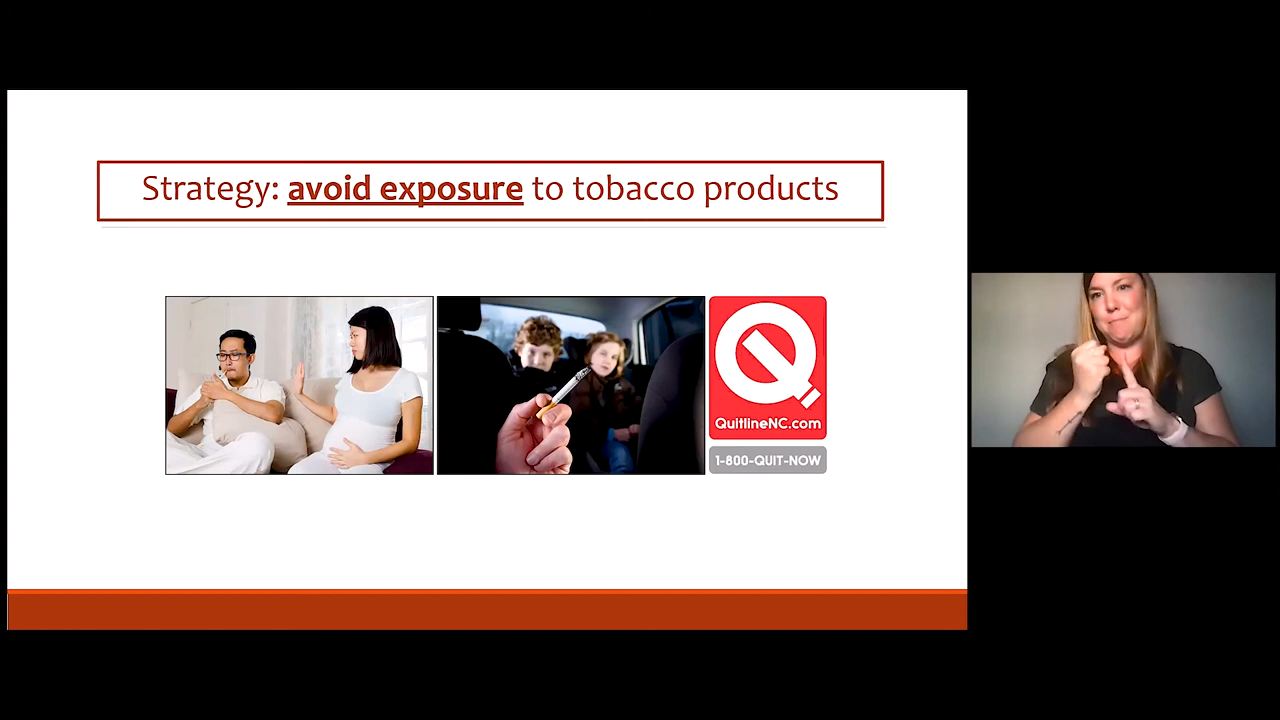 Strategy: avoid exposure to tobacco products
QuitlineNC.com
1-800-QUIT-NOW